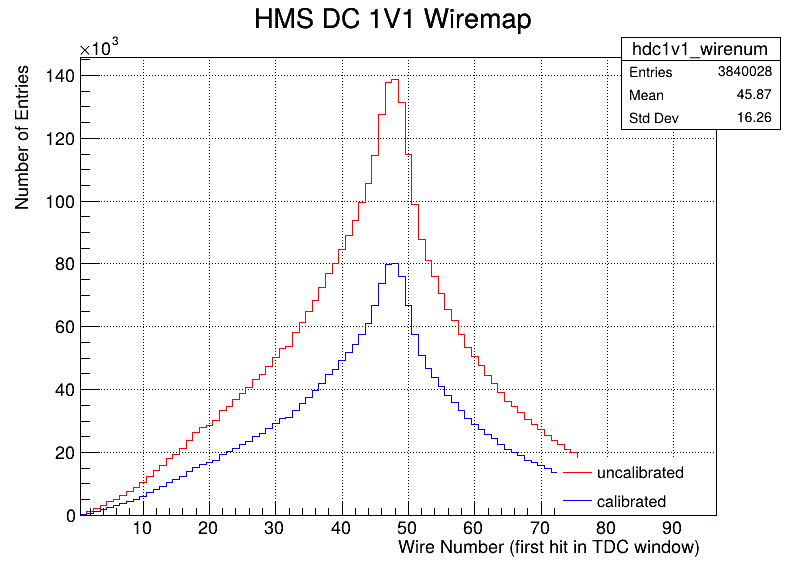 HMS DC 1V1 Wiremap
×10³
hdc1v1_wirenum
Entries 3840028
Mean 45.87
Std Dev 16.26
Number of Entries
140
120
100
80
60
40
20
0
uncalibrated
calibrated
10 20 30 40 50 60 70 80 90
Wire Number (first hit in TDC window)